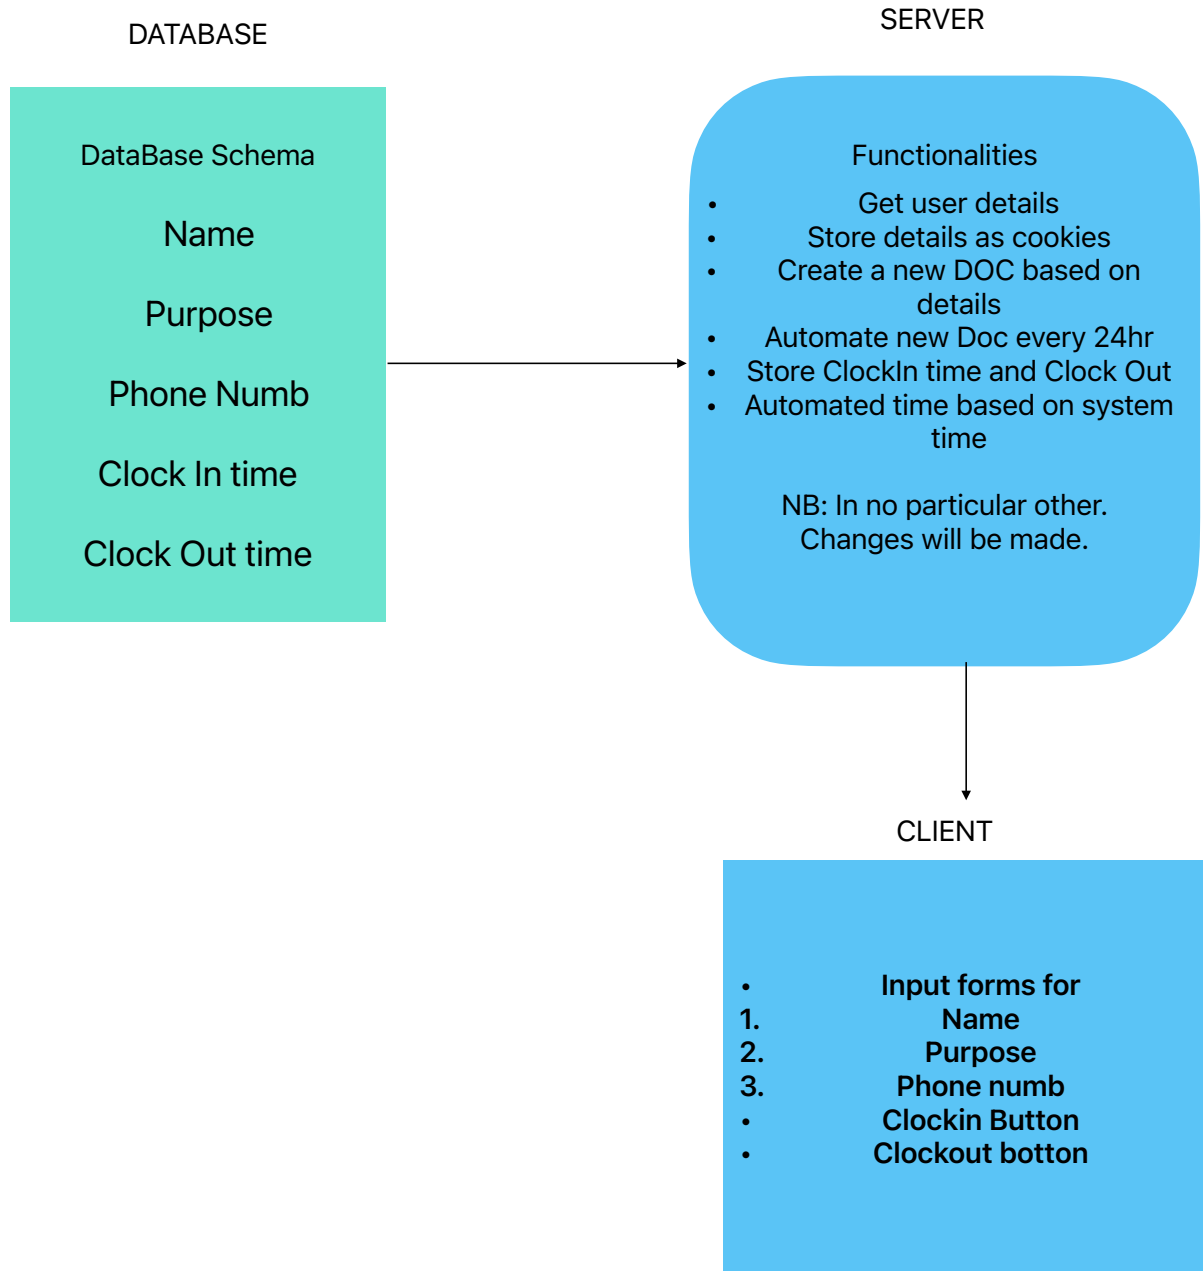 DATABASE
DataBase Schema
Name
Purpose
Phone Numb
Clock In time
Clock Out time
SERVER
Functionalities
• Get user details
• Store details as cookies
• Create a new DOC based on
details
• Automate new Doc every 24hr
• Store ClockIn time and Clock Out
• Automated time based on system
time
NB: In no particular other.
Changes will be made.
CLIENT
• Input forms for
1. Name
2. Purpose
3. Phone numb
• Clockin Button
• Clockout botton